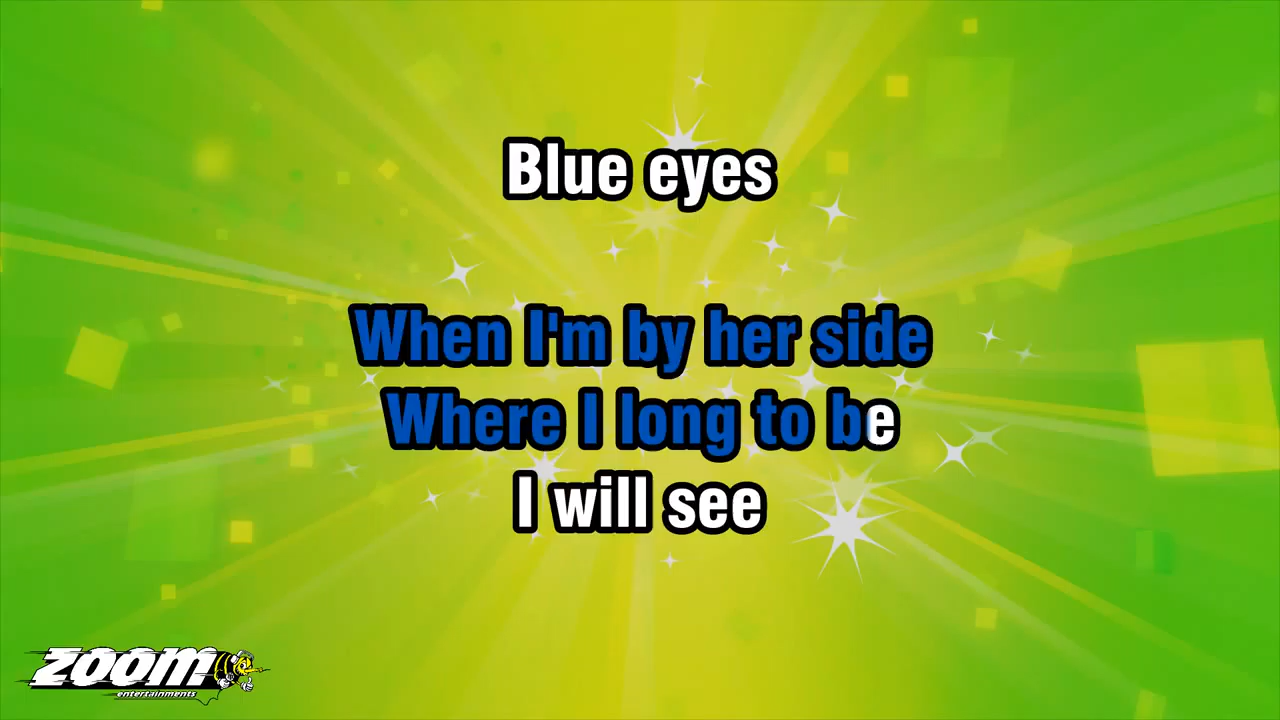 Blue eyes
When I'm by her side
Where I long to be
I will see
ZOOM
entertainments